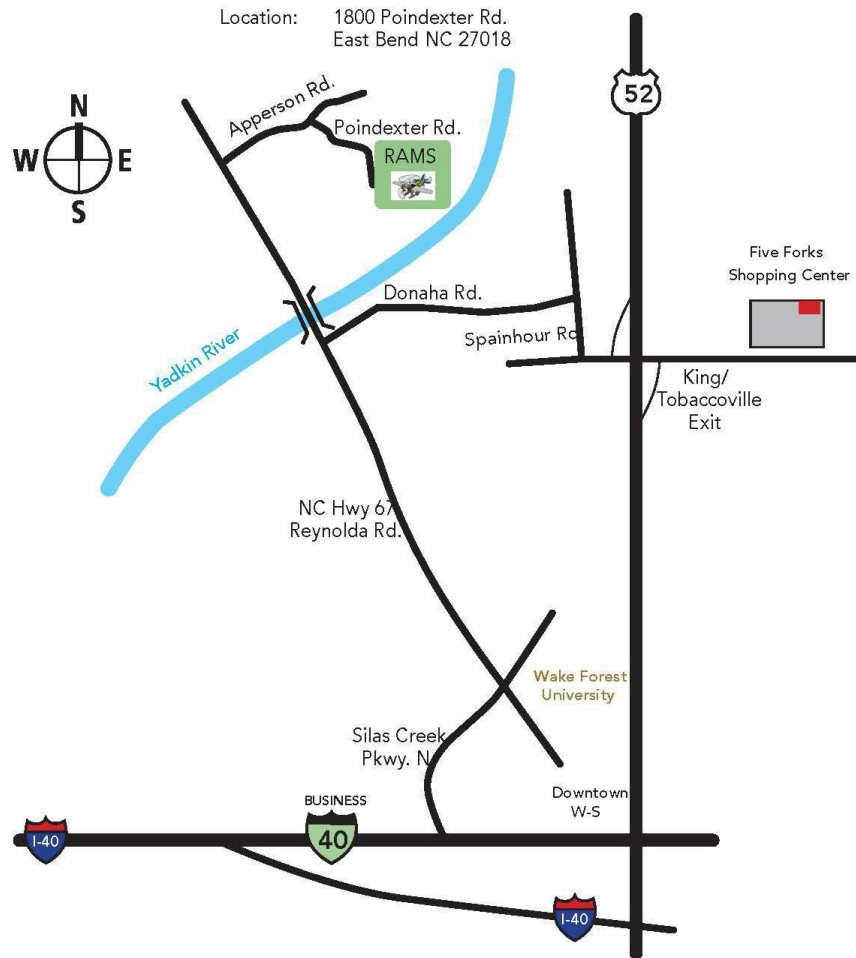 Location: 1800 Poindexter Rd.
East Bend NC 27018
52
N
W E
S
Apperson Rd.
Poindexter Rd.
RAMS
Five Forks
Shopping Center
Donaha Rd.
Spainhour Rd
Yadkin River
King/
Tobaccoville
Exit
NC Hwy 67
Reynolda Rd.
Wake Forest
University
Silas Creek
Pkwy. N
Downtown
W-S
BUSINESS
40
I-40
I-40